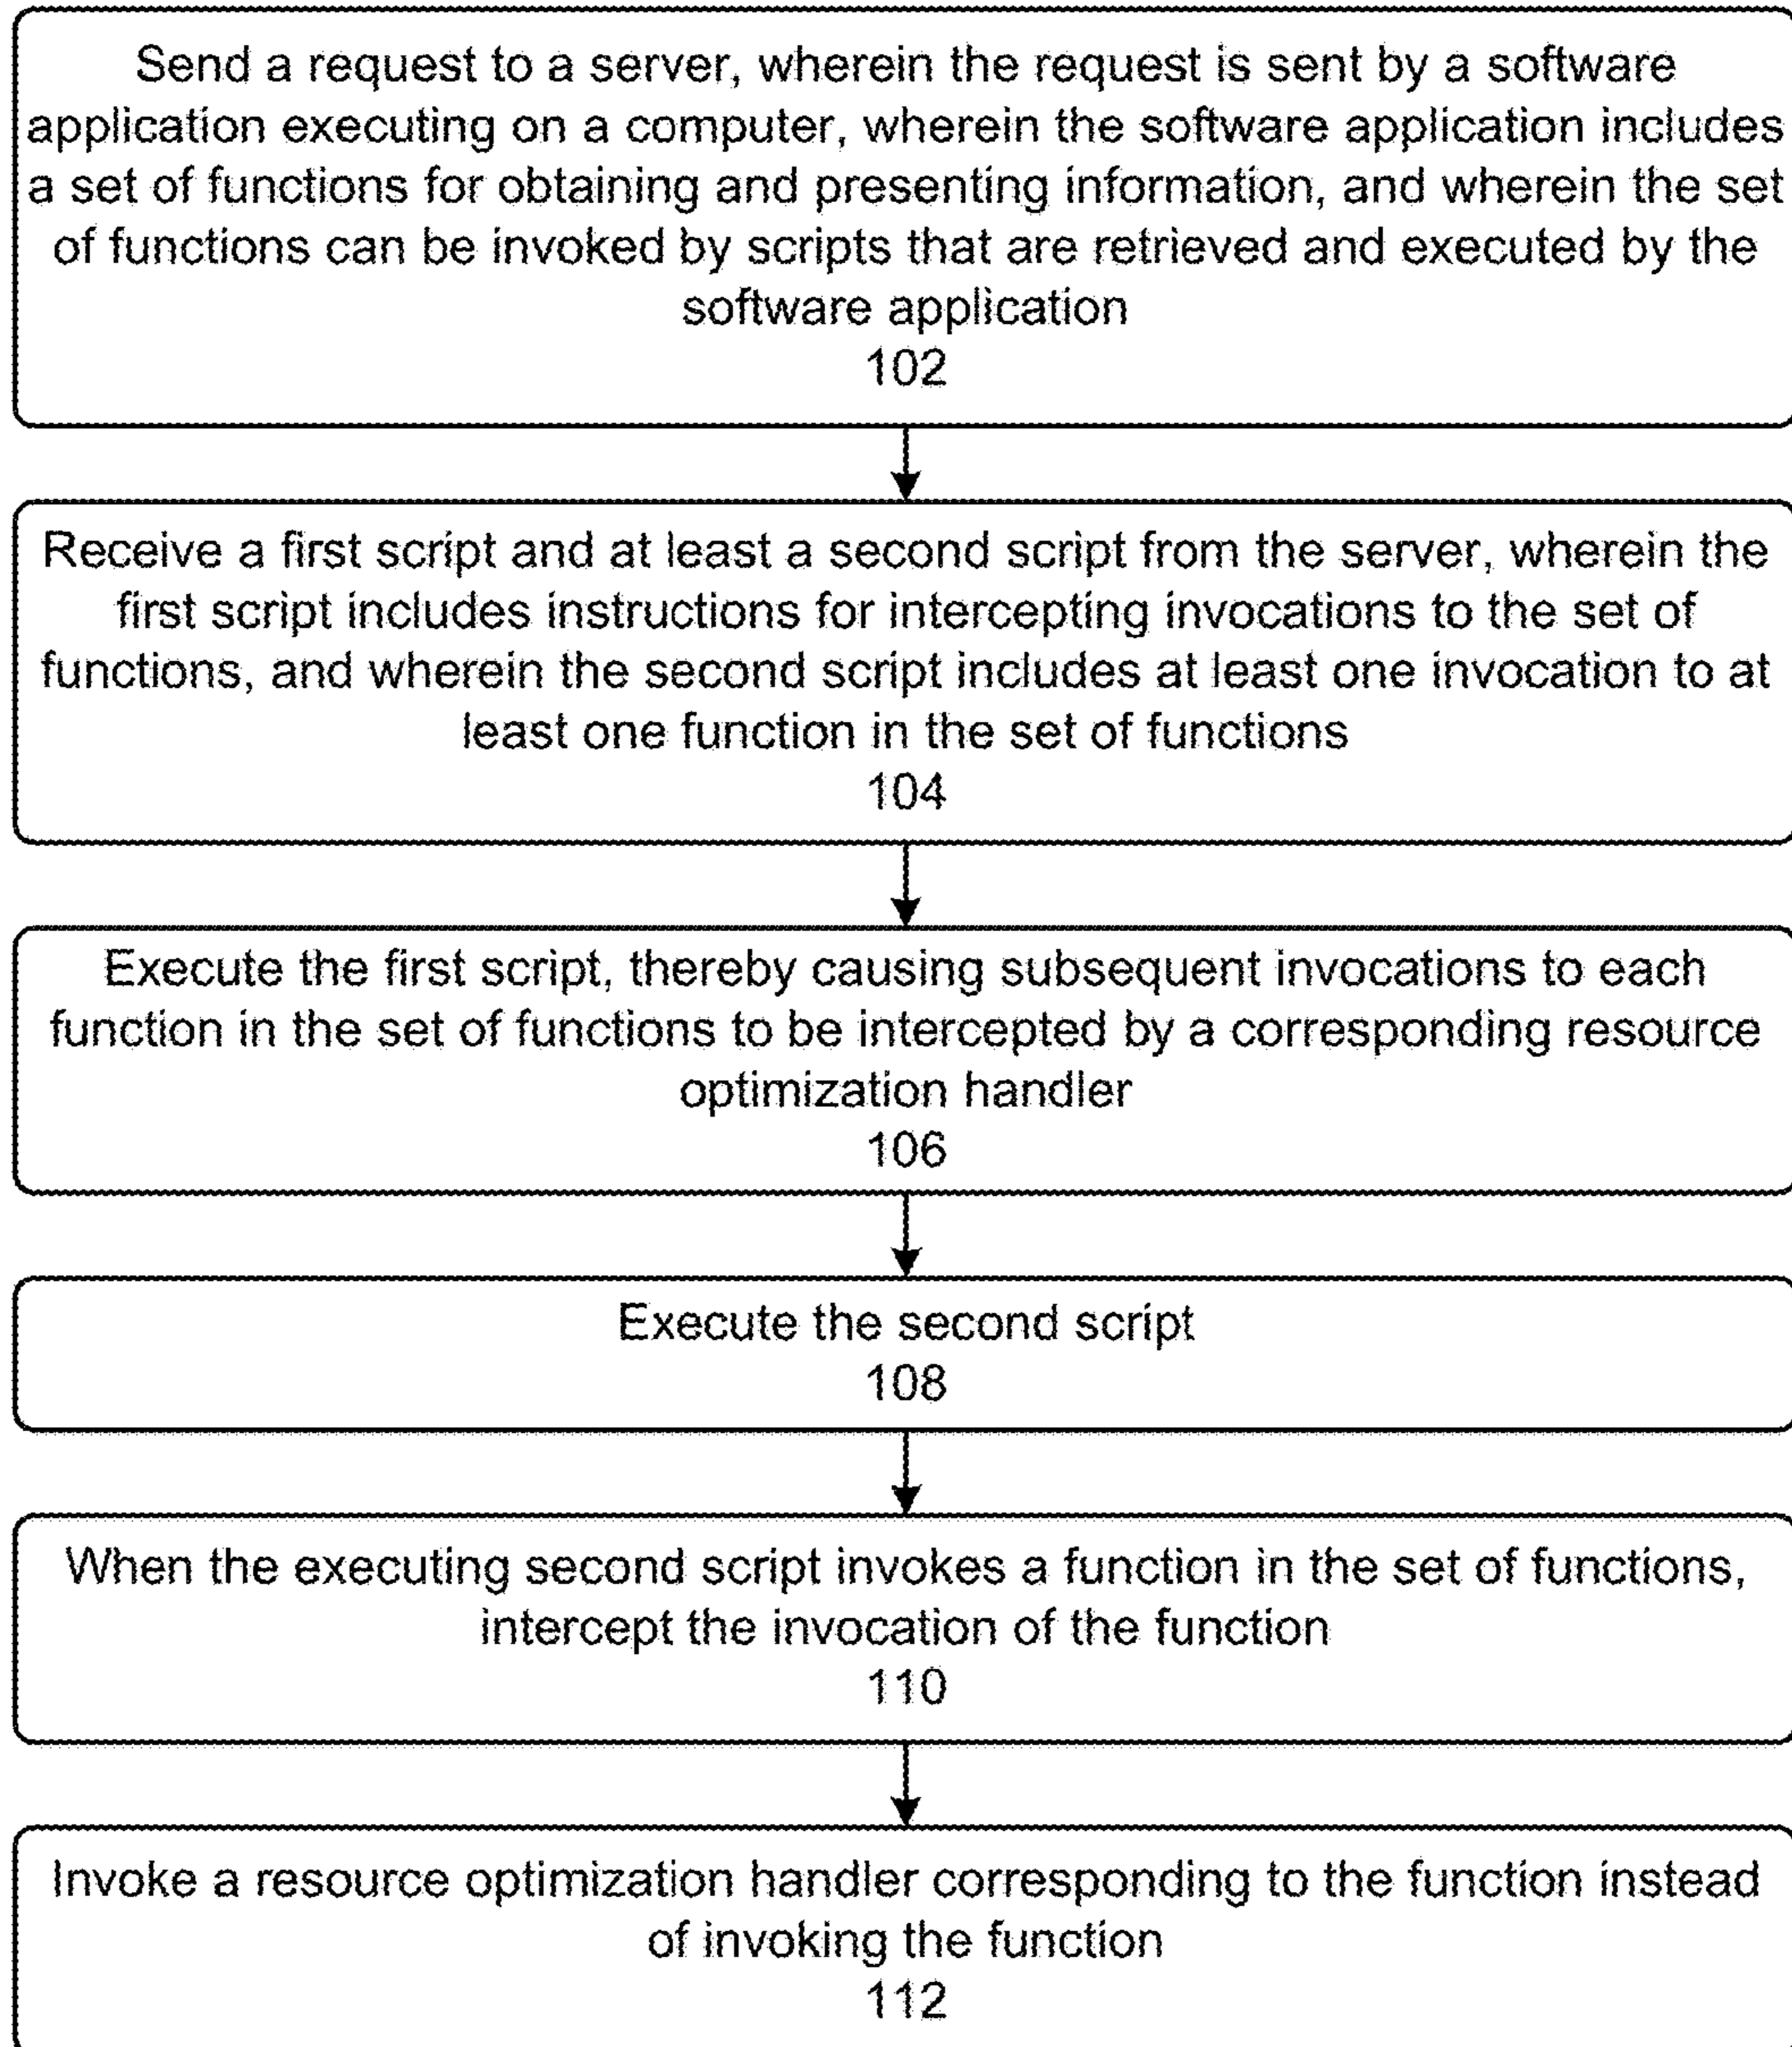 Send a request to a server, wherein the request is sent by a software
application executing on a computer, wherein the software application includes
a set of functions for obtaining and presenting information, and wherein the set
of functions can be invoked by scripts that are retrieved and executed by the
software application
102
Receive a first script and at least a second script from the server, wherein the
first script includes instructions for intercepting invocations to the set of
functions, and wherein the second script includes at least one invocation to at
least one function in the set of functions
104
Execute the first script, thereby causing subsequent invocations to each
function in the set of functions to be intercepted by a corresponding resource
optimization handler
106
Execute the second script
108
When the executing second script invokes a function in the set of functions,
intercept the invocation of the function
110
Invoke a resource optimization handler corresponding to the function instead
of invoking the function
112